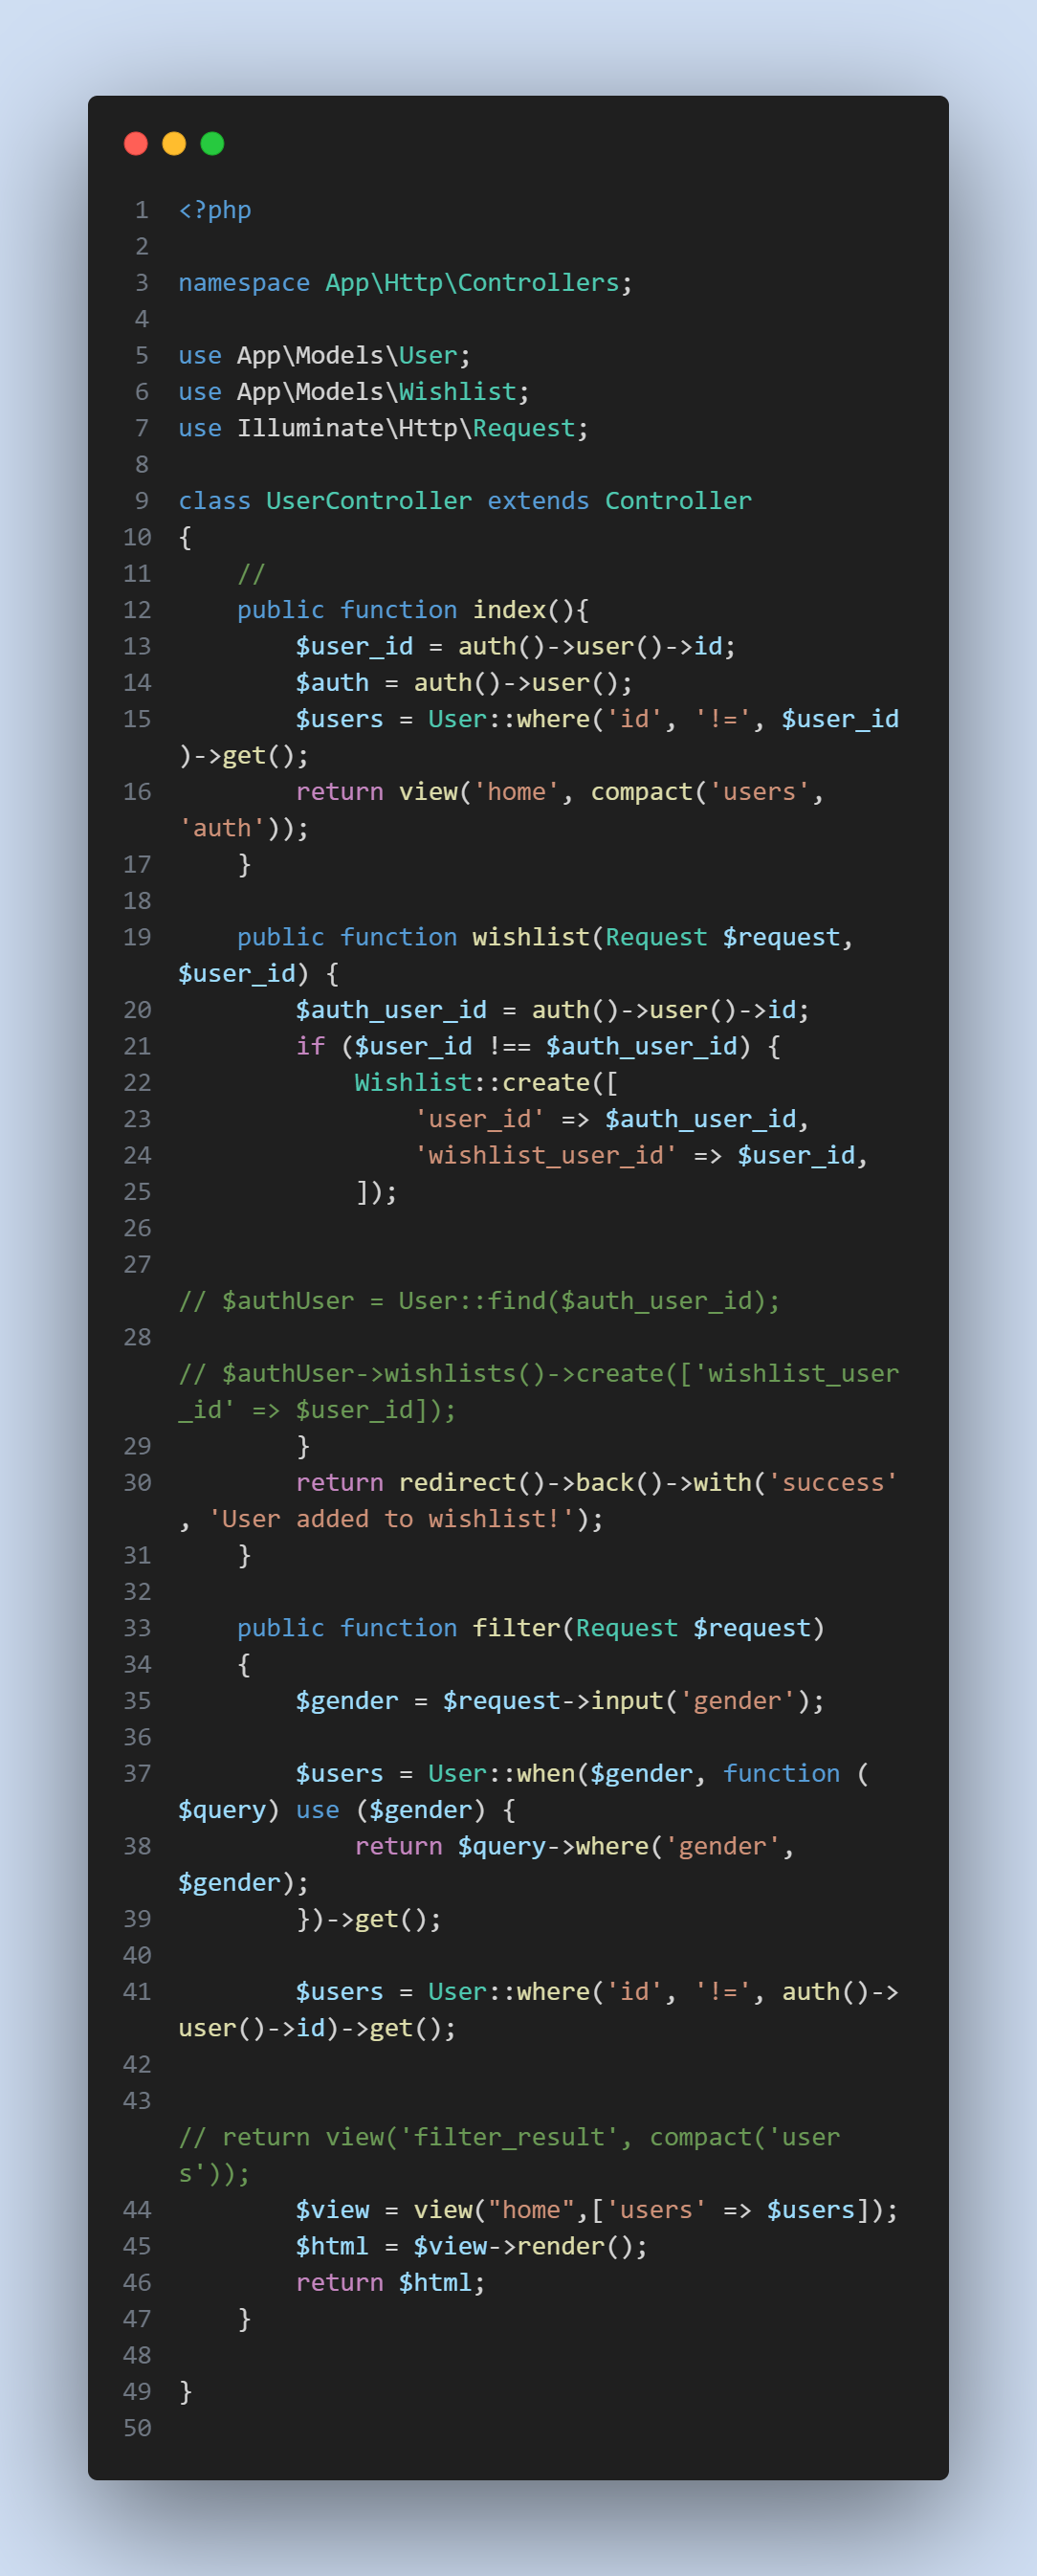 1 <?php
2
3 namespace App\Http\Controllers;
4
5 use App\Models\User;
6 use App\Models\Wishlist;
7 use Illuminate\Http\Request;
8
9 class UserController extends Controller
10 {
11     //
12     public function index(){
13         $user_id = auth()->user()->id;
14         $auth = auth()->user();
15         $users = User::where('id', '!=', $user_id
)->get();
16         return view('home', compact('users',
'auth'));
17     }
18
19     public function wishlist(Request $request,
$user_id) {
20         $auth_user_id = auth()->user()->id;
21         if ($user_id !== $auth_user_id) {
22             Wishlist::create([
23                 'user_id' => $auth_user_id,
24                 'wishlist_user_id' => $user_id,
25             ]);
26
27
// $authUser = User::find($auth_user_id);
28
// $authUser->wishlists()->create(['wishlist_user
_id' => $user_id]);
29         }
30         return redirect()->back()->with('success'
, 'User added to wishlist!');
31     }
32
33     public function filter(Request $request)
34     {
35         $gender = $request->input('gender');
36
37         $users = User::when($gender, function (
$query) use ($gender) {
38             return $query->where('gender',
$gender);
39         })->get();
40
41         $users = User::where('id', '!=', auth()->
user()->id)->get();
42
43
// return view('filter_result', compact('user
s'));
44         $view = view("home",['users' => $users]);
45         $html = $view->render();
46         return $html;
47     }
48
49 }
50